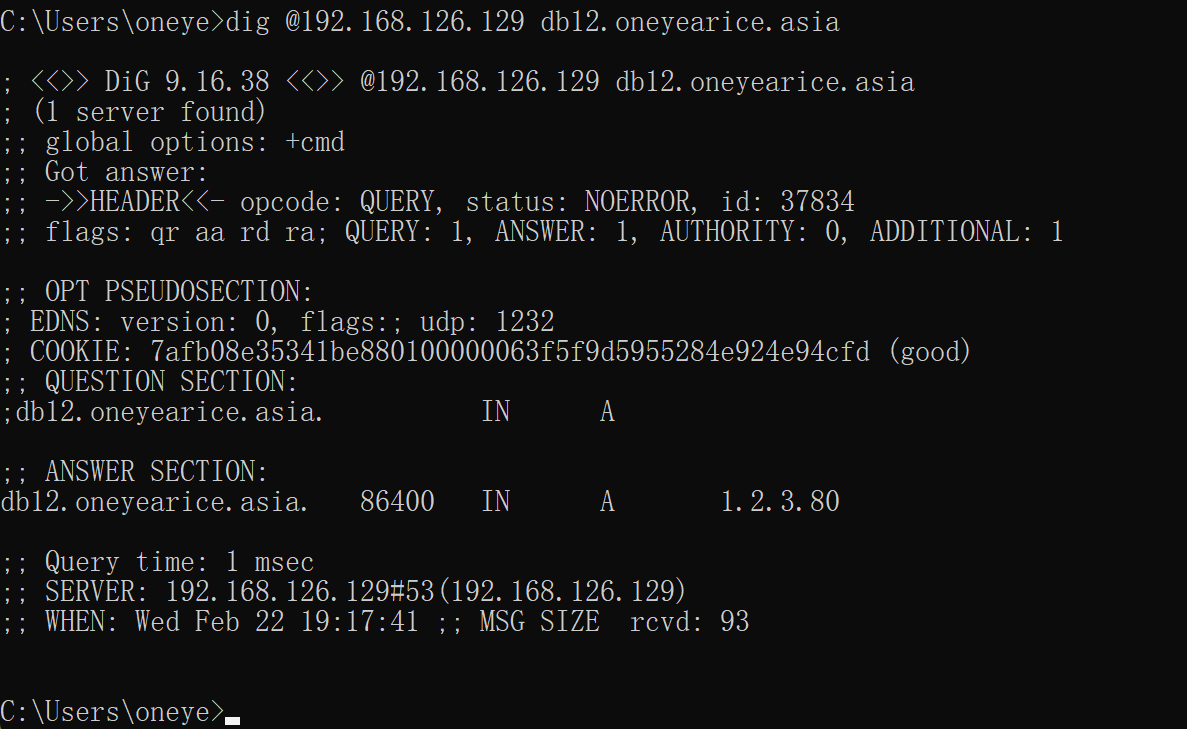 C:\Users\oneye>dig @192.168.126.129 db12.oneyearice.asia
; <<>> DiG 9.16.38 <<>> @192.168.126.129 db12.oneyearice.asia
; (1 server found)
;; global options: +cmd
;; Got answer:
;; ->>HEADER<<- opcode: QUERY, status: NOERROR, id: 37834
;; flags: qr aa rd ra; QUERY: 1, ANSWER: 1, AUTHORITY: 0, ADDITIONAL: 1
;; OPT PSEUDOSECTION:
; EDNS: version: 0, flags:; udp: 1232
; COOKIE: 7afb08e35341be880100000063f5f9d5955284e924e94cfd (good)
;; QUESTION SECTION:
;db12.oneyearice.asia. IN A
;; ANSWER SECTION:
db12.oneyearice.asia. 86400 IN A 1.2.3.80
;; Query time: 1 msec
;; SERVER: 192.168.126.129#53(192.168.126.129)
;; WHEN: Wed Feb 22 19:17:41 ;; MSG SIZE rcvd: 93
C:\Users\oneye>